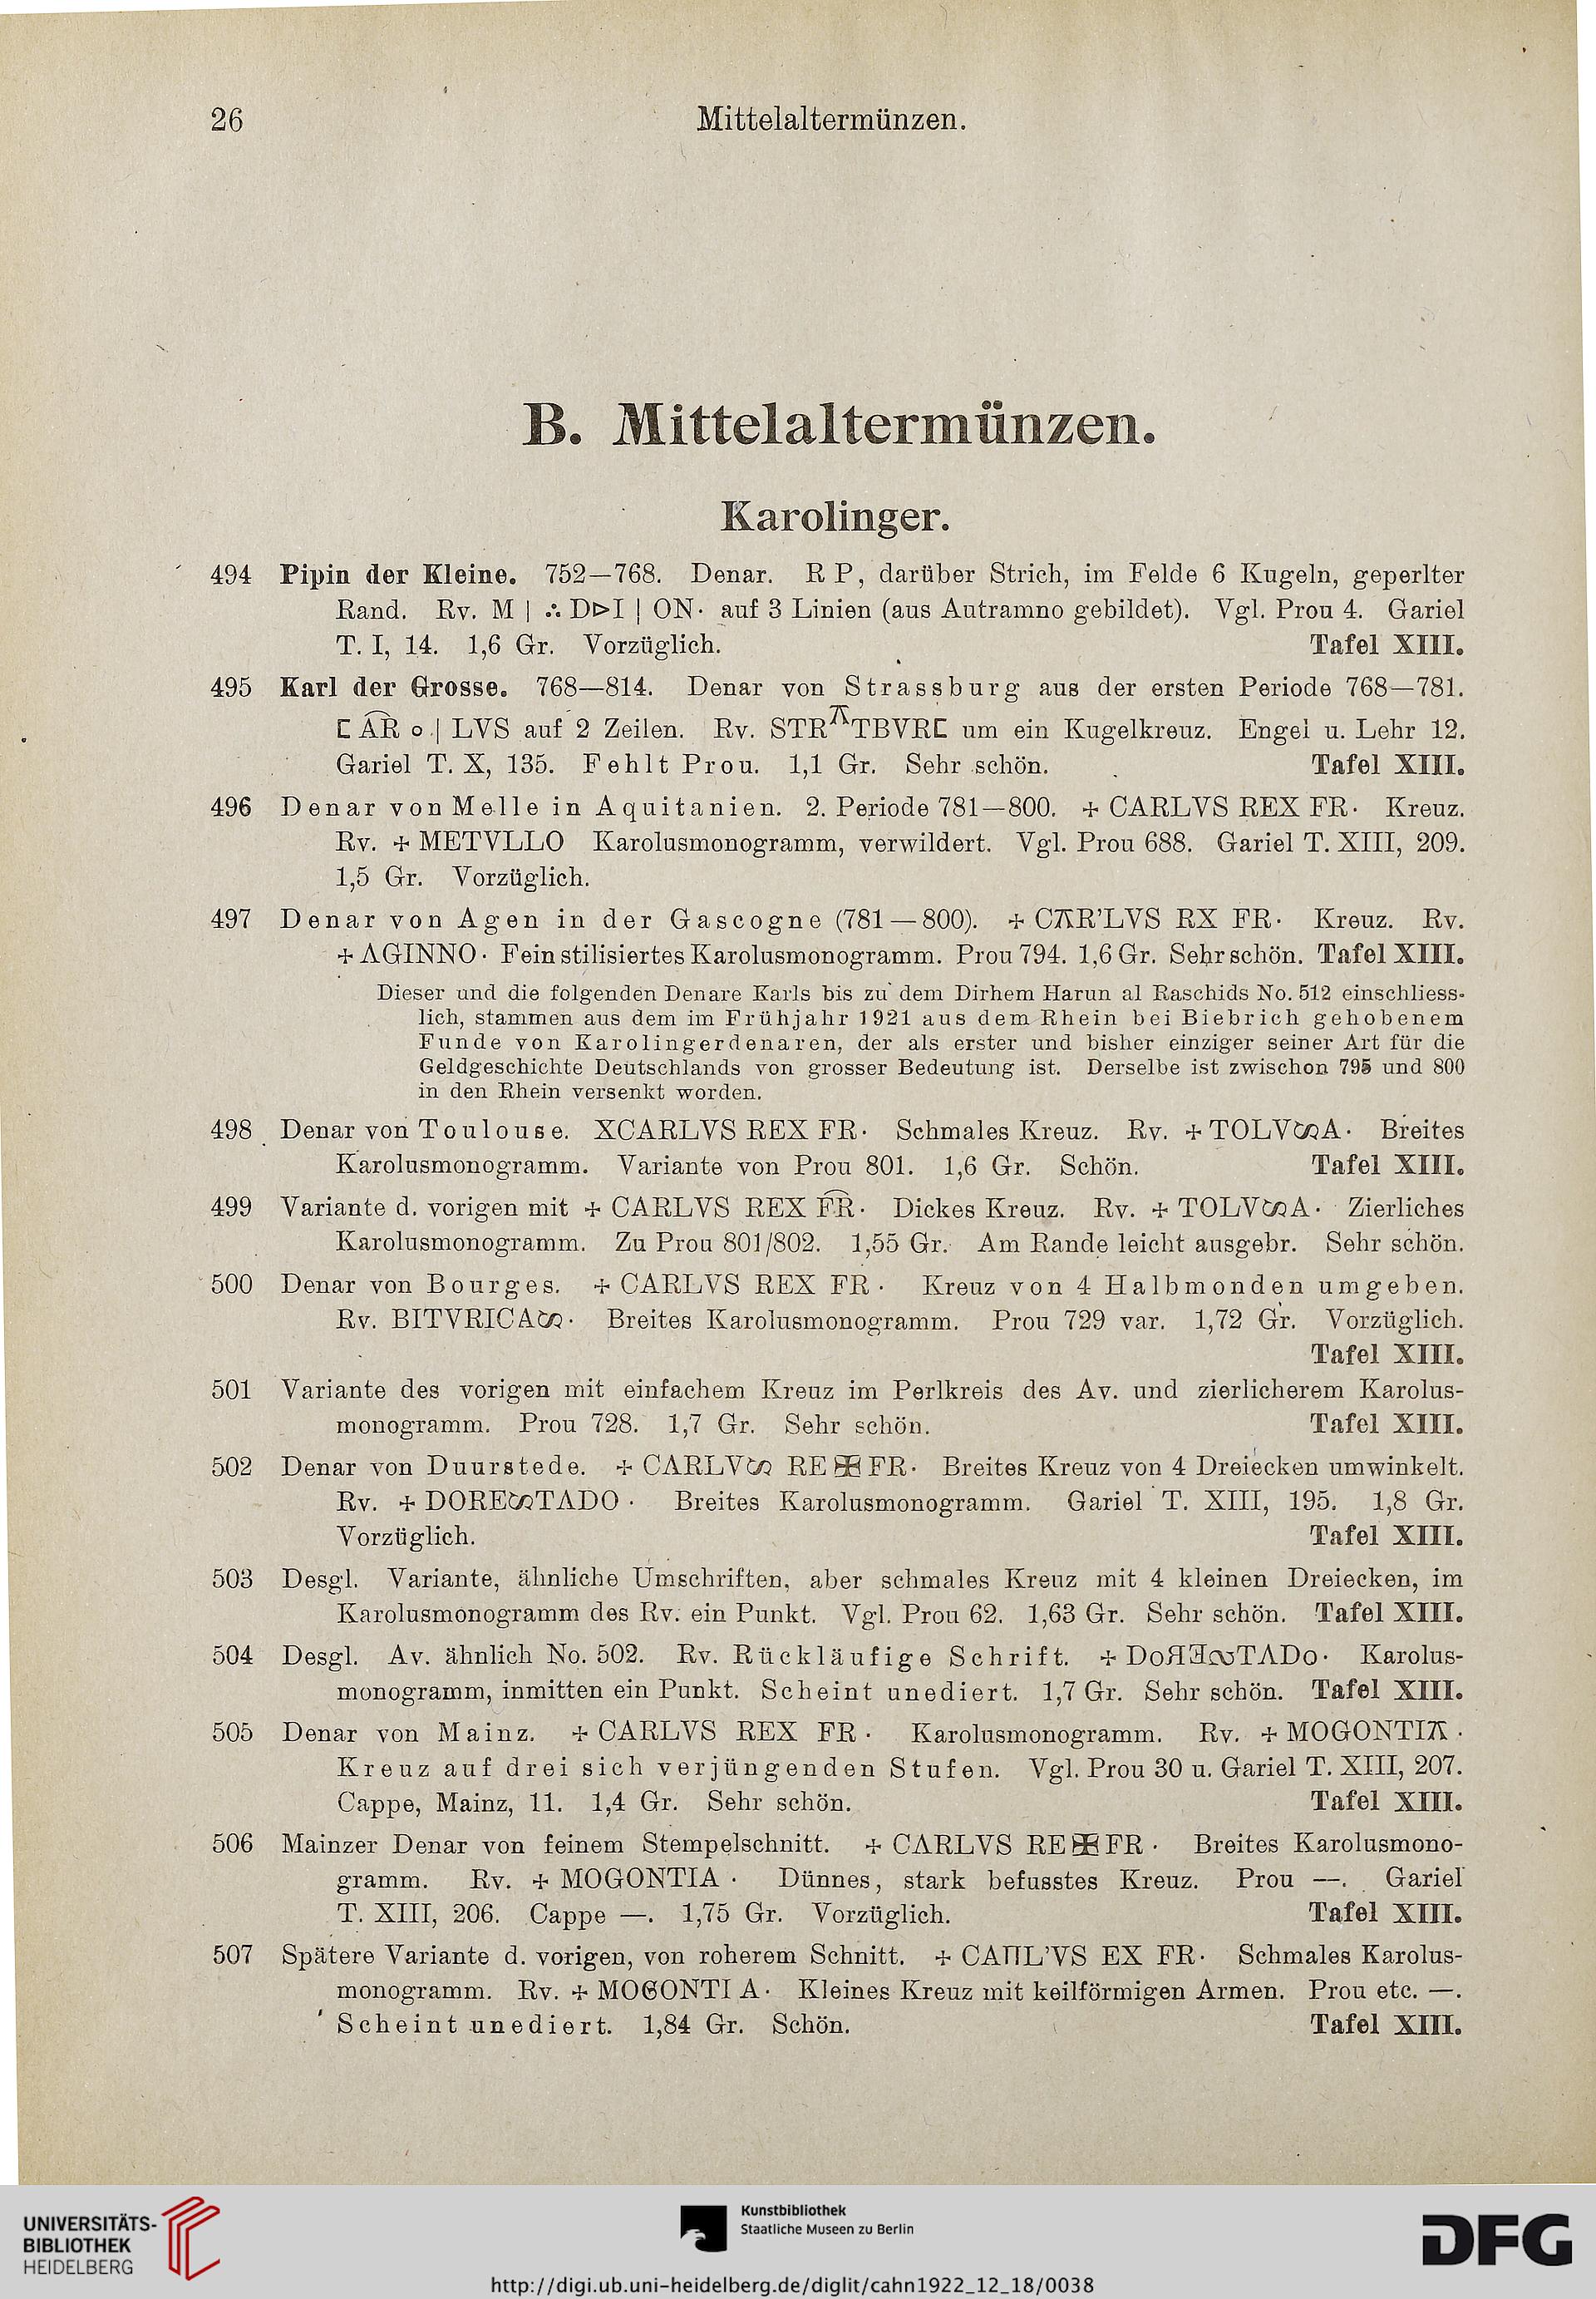 26 Mittelaltermünzen.
B. Mittelaltermünzen.
Karolinger.
494 Pipin der Kleine. 752—768. Denar. R P, darüber Strich, im Felde 6 Kugeln, geperlter
Rand. Rv. M | ∴ D⊳I | ON· auf 3 Linien (aus Autramno gebildet). Vgl. Prou 4. Gariel
T. I, 14. 1,6 Gr. Vorzüglich. Tafel XIII.
495 Karl der Grosse. 768—814. Denar von Strassburg aus der ersten Periode 768—781.
⊏ AR o | LVS auf 2 Zeilen. Rv. STRATBVR⊏ um ein Kugelkreuz. Engel u. Lehr 12.
Gariel T. X, 135. Fehlt Prou. 1,1 Gr. Sehr schön. Tafel XIII.
496 Denar von Melle in Aquitanien. 2. Periode 781—800. + CARLVS REX FR· Kreuz.
Rv. + METVLLO Karolusmonogramm, verwildert. Vgl. Prou 688. Gariel T. XIII, 209.
1,5 Gr. Vorzüglich.
497 Denar von Agen in der Gascogne (781—800). + CAR'LVS RX FR· Kreuz. Rv.
+ ΛGINNO· Fein stilisiertes Karolusmonogramm. Prou 794. 1,6 Gr. Sehr schön. Tafel XIII.
Dieser und die folgenden Denare Karls bis zu dem Dirhem Harun al Raschids No. 512 einschliess-
lich, stammen aus dem im Frühjahr 1921 aus dem Rhein bei Biebrich gehobenem
Funde von Karolingerdenaren, der als erster und bisher einziger seiner Art für die
Geldgeschichte Deutschlands von grosser Bedeutung ist. Derselbe ist zwischon 795 und 800
in den Rhein versenkt worden.
498 Denar von Toulouse. XCARLVS REX FR· Schmales Kreuz. Rv. + TOLVꙄA· Breites
Karolusmonogramm. Variante von Prou 801. 1,6 Gr. Schön. Tafel XIII.
499 Variante d. vorigen mit + CARLVS REX FR· Dickes Kreuz. Rv. + TOLVꙄA· Zierliches
Karolusmonogramm. Zu Prou 801/802. 1,55 Gr. Am Rande leicht ausgebr. Sehr schön.
500 Denar von Bourges. + CARLVS REX FR· Kreuz von 4 Halbmonden umgeben.
Rv. BITVRICAꙄ· Breites Karolusmonogramm. Prou 729 var. 1,72 Gr. Vorzüglich.
Tafel XIII.
501 Variante des vorigen mit einfachem Kreuz im Perlkreis des Av. und zierlicherem Karolus-
monogramm. Prou 728. 1,7 Gr. Sehr schön. Tafel XIII.
502 Denar von Duurstede. + CARLVꙄ RE FR· Breites Kreuz von 4 Dreiecken umwinkelt.
Rv. + DOREꙄTΛDO· Breites Karolusmonogramm. Gariel T. XIII, 195. 1,8 Gr.
Vorzüglich. Tafel XIII.
503 Desgl. Variante, ähnliche Umschriften, aber schmales Kreuz mit 4 kleinen Dreiecken, im
Karolusmonogramm des Rv. ein Punkt. Vgl. Prou 62. 1,63 Gr. Sehr schön. Tafel XIII.
504 Desgl. Av. ähnlich No. 502. Rv. Rückläufige Schrift. + DoЯƎᔕTΛDo· Karolus-
monogramm, inmitten ein Punkt. Scheint unediert. 1,7 Gr. Sehr schön. Tafel XIII.
505 Denar von Mainz. + CARLVS REX FR· Karolusmonogramm. Rv. + MOGONTIA·
Kreuz auf drei sich verjüngenden Stufen. Vgl. Prou 30 u. Gariel T. XIII, 207.
Cappe, Mainz, 11. 1,4 Gr. Sehr schön. Tafel XIII.
506 Mainzer Denar von feinem Stempelschnitt. + CΛRLVS RE FR· Breites Karolusmono-
gramm. Rv. + MOGONTIA· Dünnes, stark befusstes Kreuz. Prou —. Gariel
T. XIII, 206. Cappe —. 1,75 Gr. Vorzüglich. Tafel XIII.
507 Spätere Variante d. vorigen, von roherem Schnitt. + CAΠL'VS EX FR· Schmales Karolus-
monogramm. Rv. + MOGONTI A· Kleines Kreuz mit keilförmigen Armen. Prou etc. —.
Scheint unediert. 1,84 Gr. Schön. Tafel XIII.
UNIVERSITÄTS-
BIBLIOTHEK
HEIDELBERG
Kunstbibliothek
Staatliche Museen zu Berlin
DFG
http://digi.ub.uni-heidelberg.de/diglit/cahn1922_12_18/0038